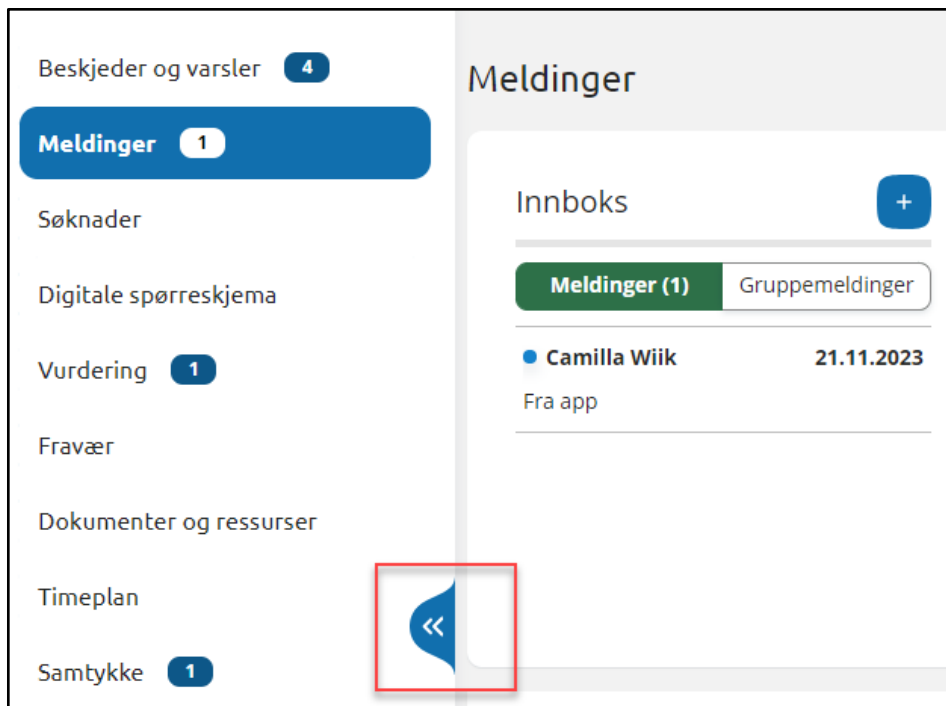 Beskjeder og varsler 4
Meldinger 1
Søknader
Digitale spørreskjema
Vurdering 1
Fravær
Dokumenter og ressurser
Timeplan
Samtykke 1
«
Meldinger
Innboks +
Meldinger (1) Gruppemeldinger
Camilla Wiik 21.11.2023
Fra app